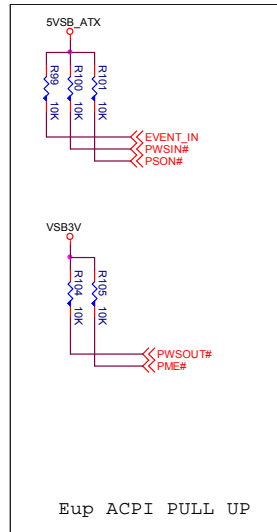 5VSB_ATX
R99 10K
R100 10K
R101 10K
EVENT_IN
PWSIN#
PSON#
VSB3V
R104 10K
R105 10K
PWSOUT#
PME#
Eup ACPI PULL UP